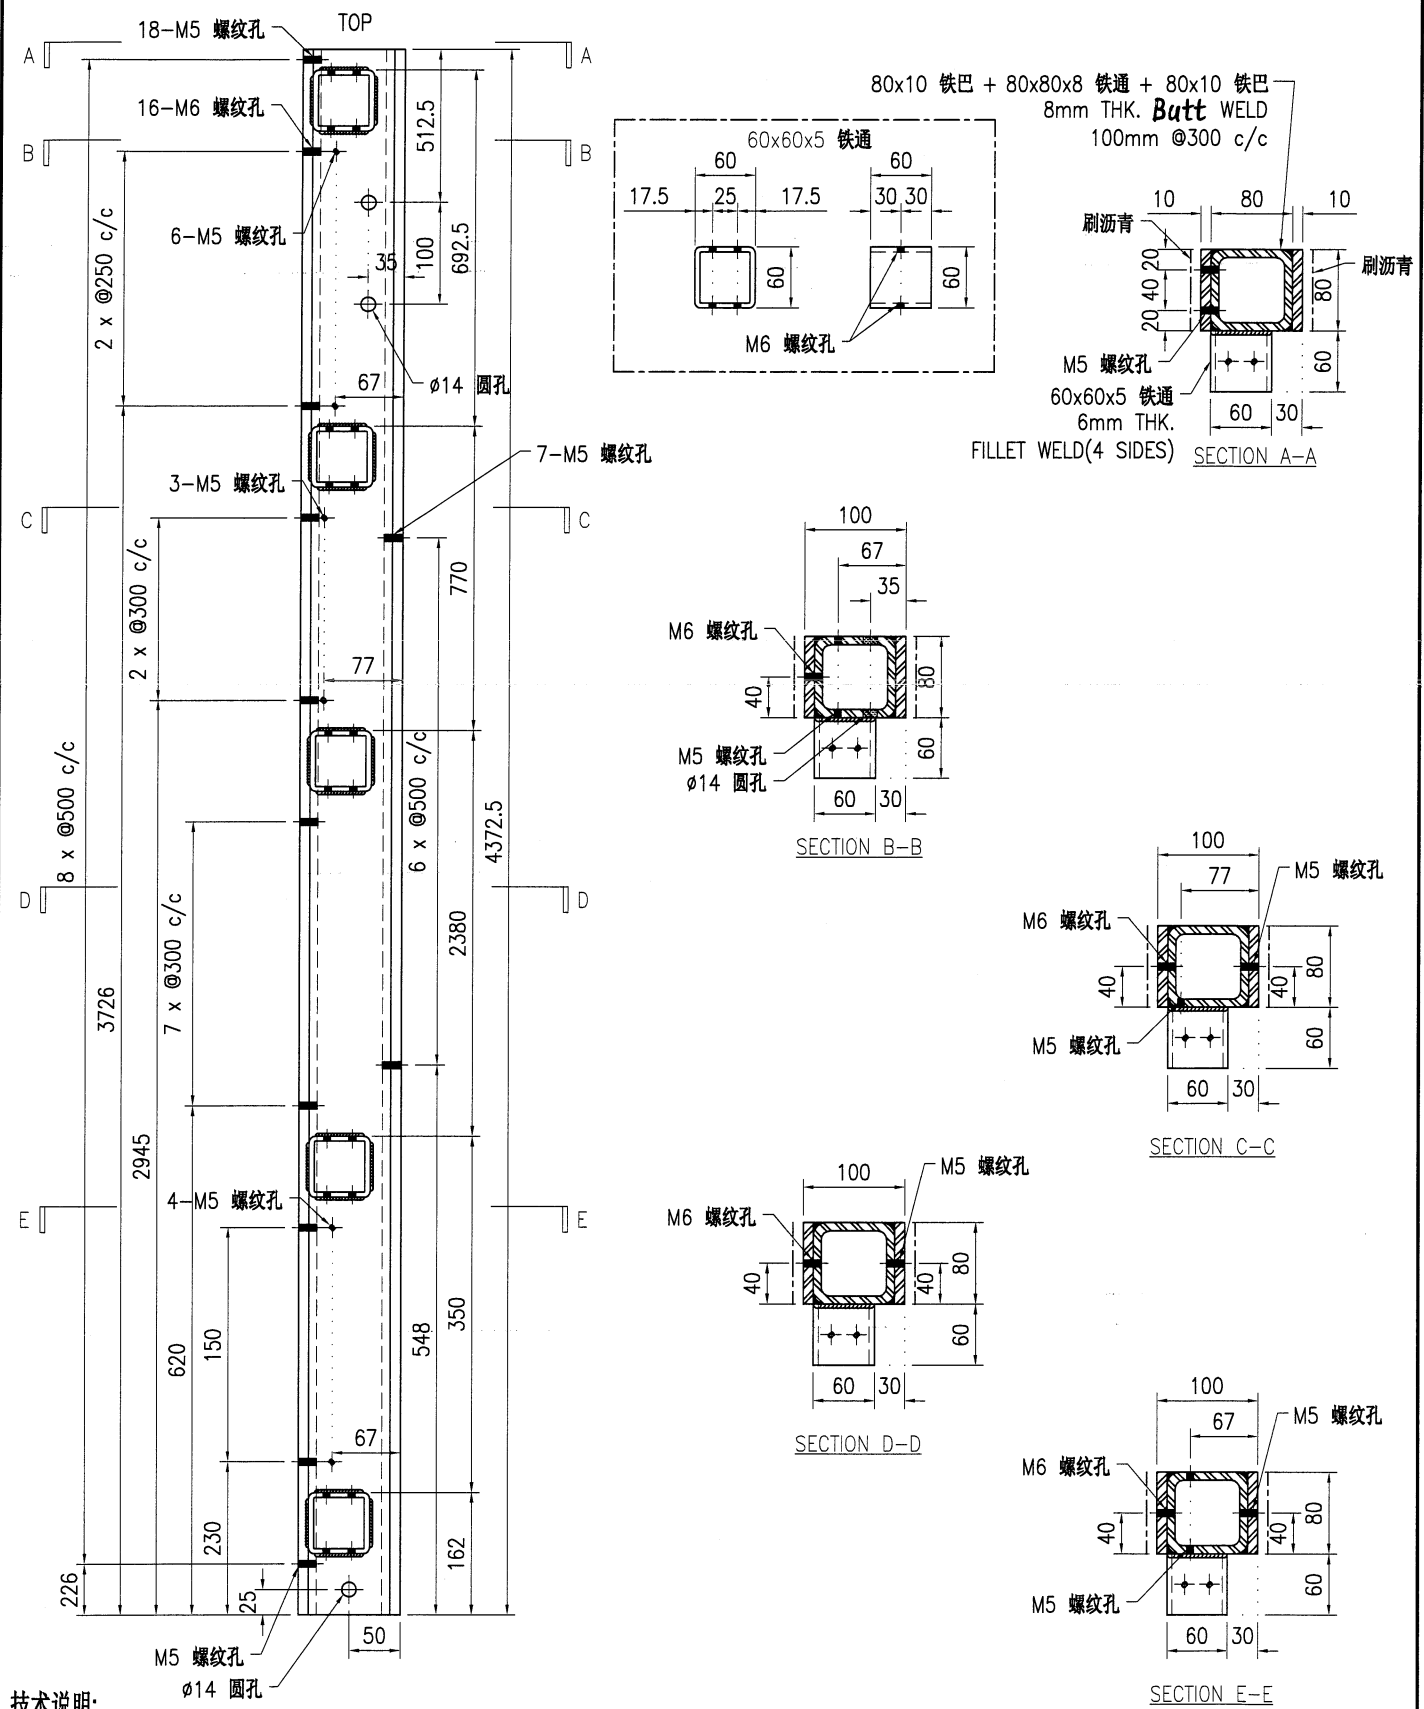 TOP
18-M5 螺纹孔
A
A
16-M6 螺纹孔
B
B
6-M5 螺纹孔
512.5
100
692.5
35
2 x @250 c/c
67
ø14 圆孔
7-M5 螺纹孔
3-M5 螺纹孔
C
C
2 x @300 c/c
770
77
8 x @500 c/c
6 x @500 c/c
4372.5
D
D
7 x @300 c/c
2380
3726
2945
4-M5 螺纹孔
E
E
620
150
548
350
67
230
162
226
25
50
M5 螺纹孔
ø14 圆孔
技术说明:
60x60x5 铁通
60
60
17.5
25
17.5
30
30
60
60
M6 螺纹孔
80x10 铁巴 + 80x80x8 铁通 + 80x10 铁巴
8mm THK. Butt WELD
100mm @300 c/c
10
80
10
刷沥青
刷沥青
20
40
20
80
60
M5 螺纹孔
60x60x5 铁通
6mm THK.
FILLET WELD(4 SIDES)
60
30
SECTION A-A
100
67
35
M6 螺纹孔
40
80
M5 螺纹孔
ø14 圆孔
60
60
30
SECTION B-B
100
77
M5 螺纹孔
M6 螺纹孔
40
40
80
M5 螺纹孔
60
60
30
SECTION C-C
100
M5 螺纹孔
M6 螺纹孔
40
40
80
60
60
30
SECTION D-D
100
67
M5 螺纹孔
M6 螺纹孔
40
40
80
M5 螺纹孔
60
60
30
SECTION E-E